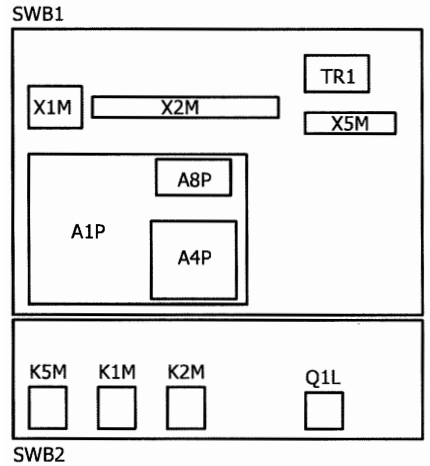 SWB1
TR1
X1M
X2M
X5M
A8P
A1P
A4P
K5M K1M K2M
Q1L
SWB2